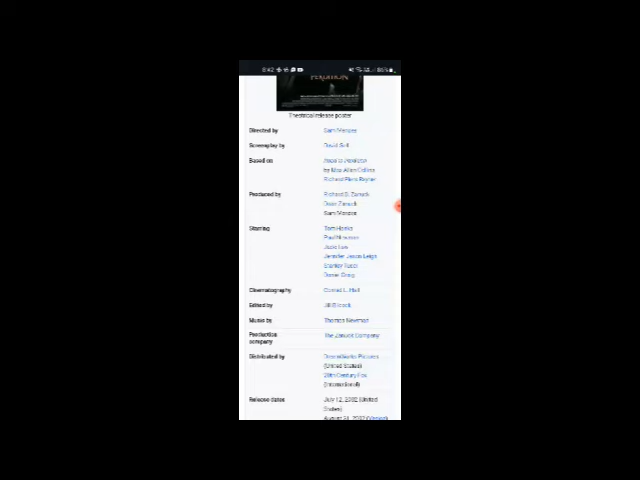 PERDITION
Theatrical release poster
Directed by Sam Mendes
Screenplay by David Self
Based on Road to Perdition
by Max Allan Collins
Richard Piers Rayner
Produced by Richard D. Zanuck
Dean Zanuck
Sam Mendes
Starring Tom Hanks
Paul Newman
Jude Law
Jennifer Jason Leigh
Stanley Tucci
Daniel Craig
Cinematography Conrad L. Hall
Edited by Jill Bilcock
Music by Thomas Newman
Production The Zanuck Company
company
Distributed by DreamWorks Pictures
(United States)
20th Century Fox
(International)
Release dates July 12, 2002 (United
States)